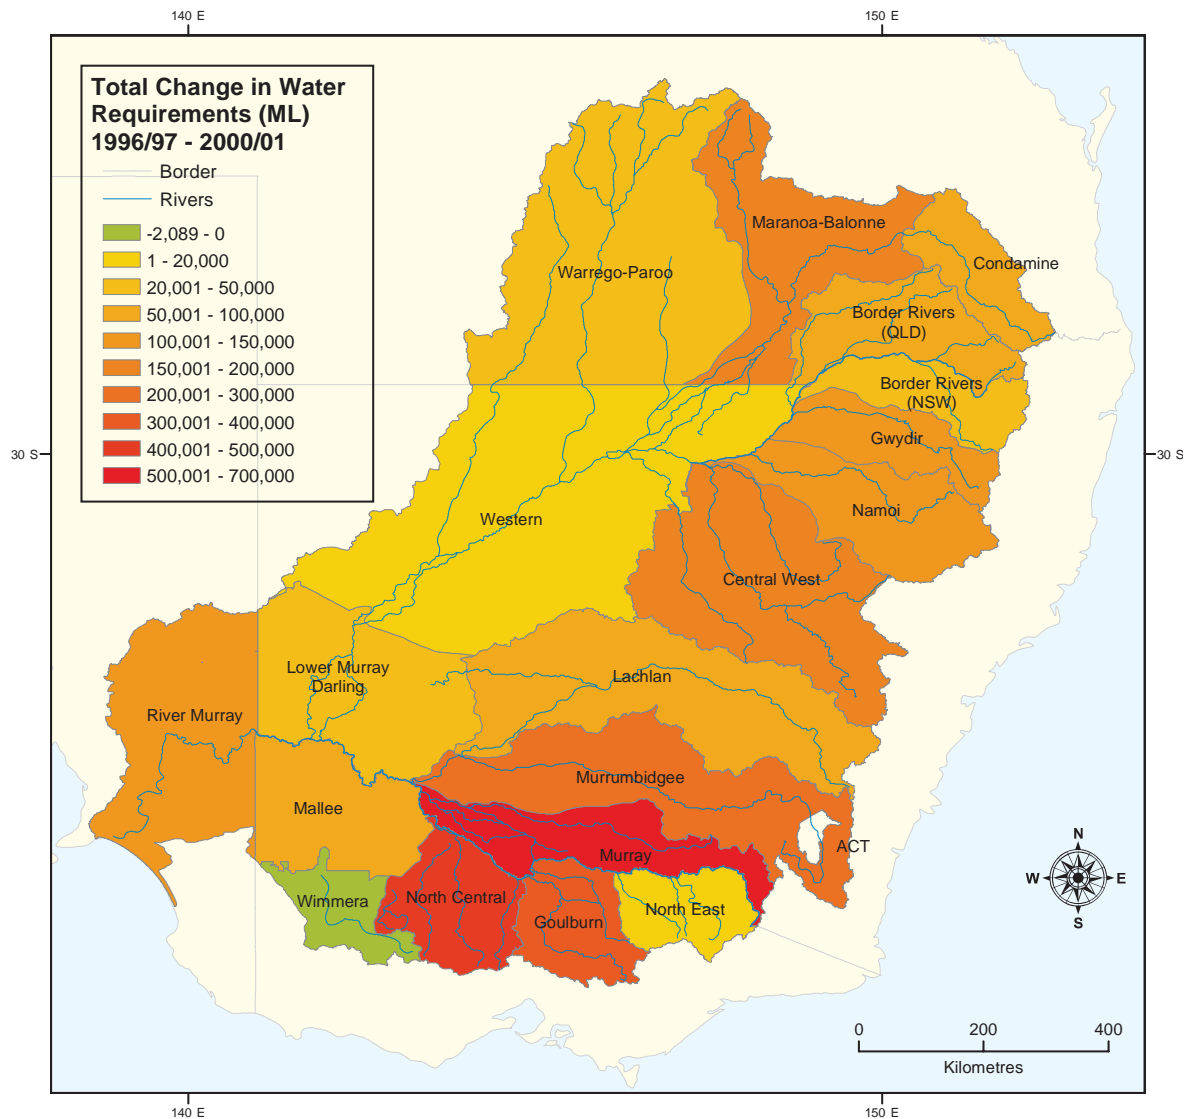 140 E
150 E
Total Change in Water
Requirements (ML)
1996/97 - 2000/01
Border
Rivers
-2,089 - 0
1 - 20,000
20,001 - 50,000
50,001 - 100,000
100,001 - 150,000
150,001 - 200,000
200,001 - 300,000
300,001 - 400,000
400,001 - 500,000
500,001 - 700,000
Maranoa-Balonne
Condamine
Warrego-Paroo
Border Rivers
(QLD)
Border Rivers
(NSW)
Gwydir
30 S
30 S
Namoi
Western
Central West
Lower Murray
Darling
Lachlan
River Murray
Murrumbidgee
Mallee
ACT
Murray
N
W
E
S
Wimmera
North Central
Goulburn
North East
0
200
400
Kilometres
140 E
150 E